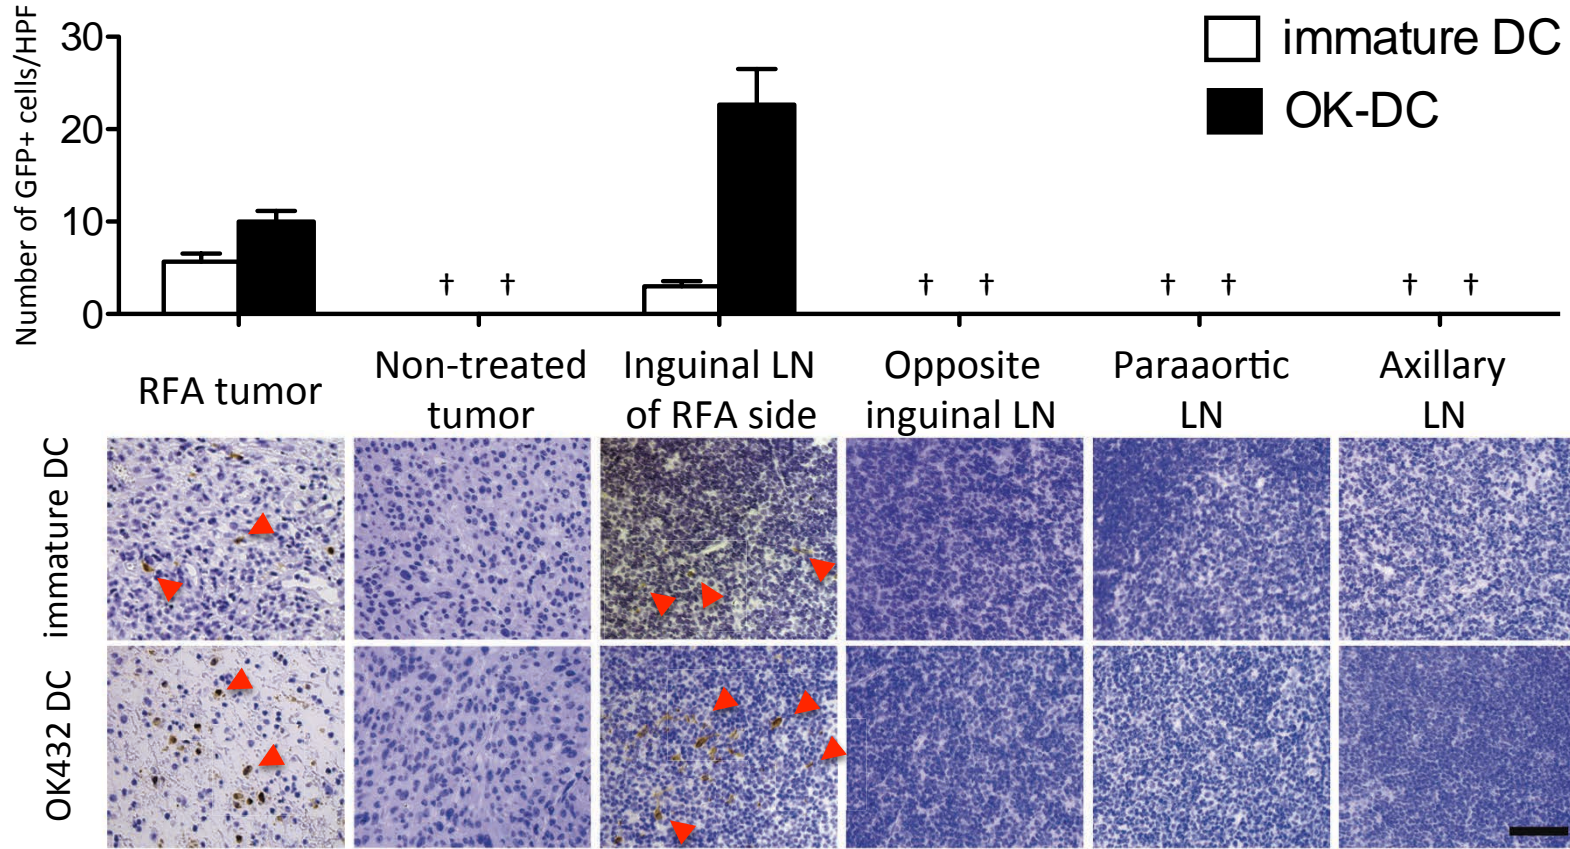 Number of GFP+ cells/HPF
30
20
10
0
immature DC
OK-DC
† † † † † † † †
RFA tumor
Non-treated
tumor
Inguinal LN
of RFA side
Opposite
inguinal LN
Paraaortic
LN
Axillary
LN
immature DC
OK432 DC